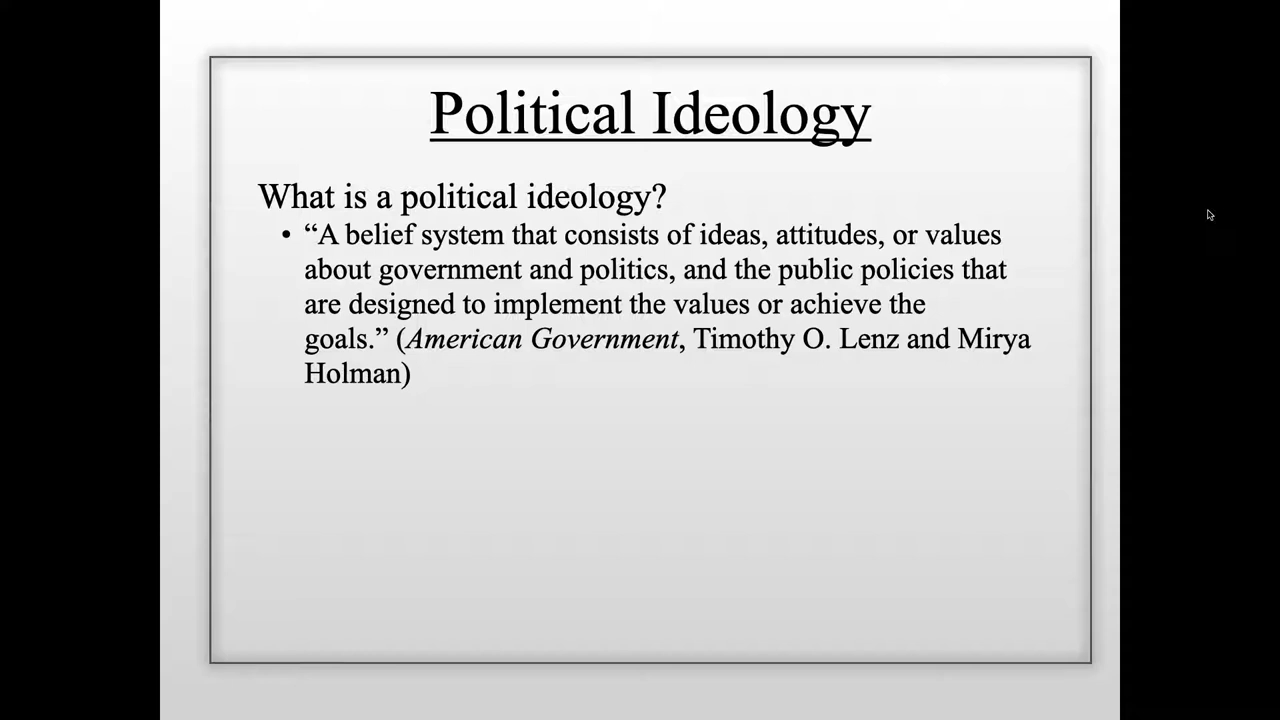 Political Ideology
What is a political ideology?
• “A belief system that consists of ideas, attitudes, or values
about government and politics, and the public policies that
are designed to implement the values or achieve the
goals.” (American Government, Timothy O. Lenz and Mirya
Holman)